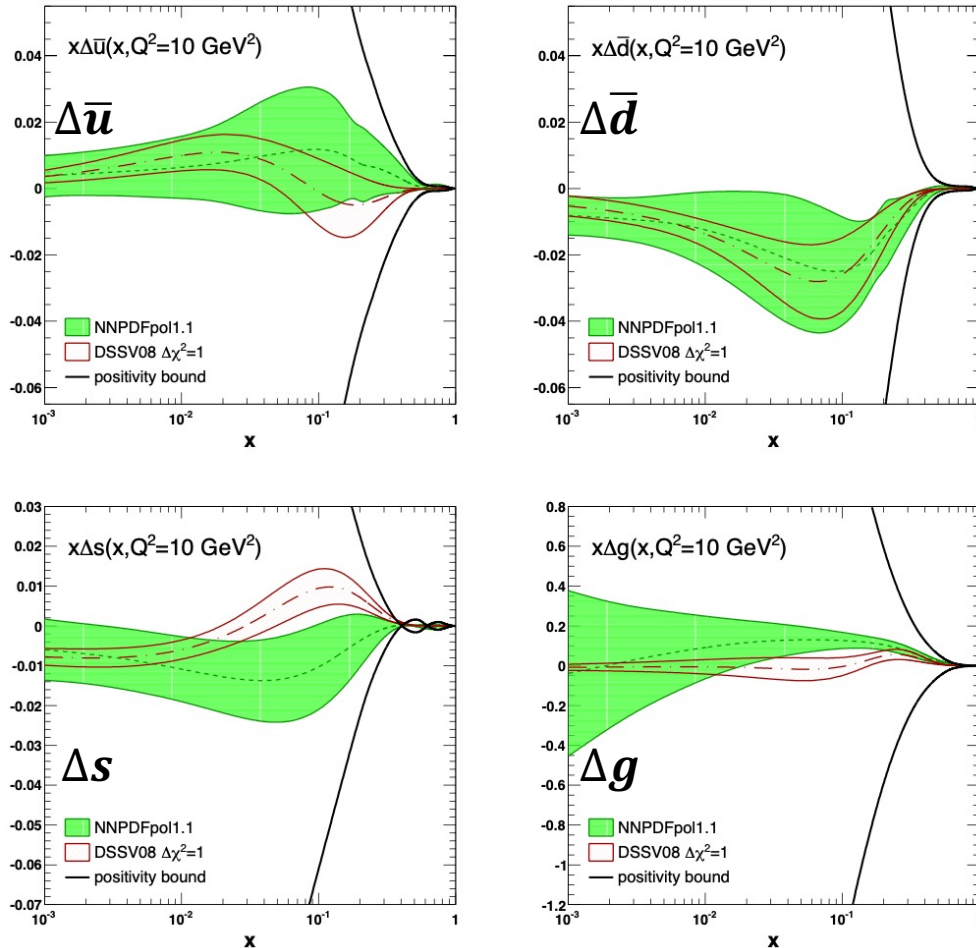 xΔu̅(x,Q²=10 GeV²)
Δu̅
0.04
0.02
0
-0.02
-0.04
-0.06
NNPDFpol1.1
DSSV08 Δχ²=1
positivity bound
10⁻³ 10⁻² 10⁻¹ 1
x
xΔd̅(x,Q²=10 GeV²)
Δd̅
0.04
0.02
0
-0.02
-0.04
-0.06
NNPDFpol1.1
DSSV08 Δχ²=1
positivity bound
10⁻³ 10⁻² 10⁻¹
x
0.03
xΔs(x,Q²=10 GeV²)
0.02
0.01
0
-0.01
-0.02
-0.03
Δs
-0.04
-0.05
-0.06
-0.07
NNPDFpol1.1
DSSV08 Δχ²=1
positivity bound
10⁻³ 10⁻² 10⁻¹ 1
x
0.8
xΔg(x,Q²=10 GeV²)
0.6
0.4
0.2
0
-0.2
-0.4
Δg
-0.6
-0.8
-1
-1.2
NNPDFpol1.1
DSSV08 Δχ²=1
positivity bound
10⁻³ 10⁻² 10⁻¹
x